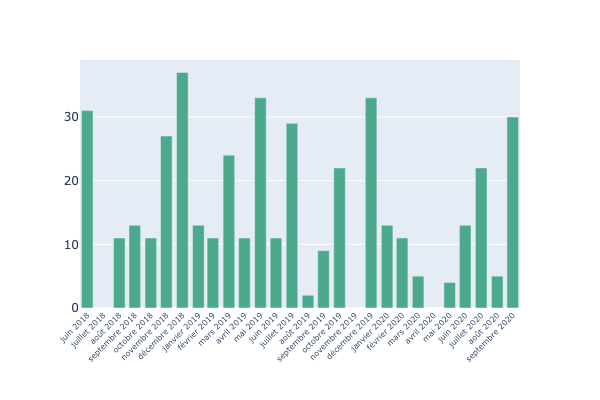 30
20
10
0
juin 2018
juillet 2018
août 2018
septembre 2018
octobre 2018
novembre 2018
décembre 2018
janvier 2019
février 2019
mars 2019
avril 2019
mai 2019
juin 2019
juillet 2019
août 2019
septembre 2019
octobre 2019
novembre 2019
décembre 2019
janvier 2020
février 2020
mars 2020
avril 2020
mai 2020
juin 2020
juillet 2020
août 2020
septembre 2020